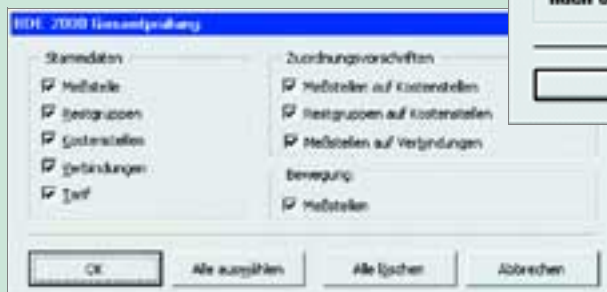 BDE 2000 Gesamtprüfung
Stammdaten
Meßstelle
Restgruppen
Kostenstellen
Verbindungen
Tarif
Zuordnungsvorschriften
Meßstellen auf Kostenstellen
Restgruppen auf Kostenstellen
Meßstellen auf Verbindungen
Bewegung
Meßstellen
OK
Alle auswählen
Alle löschen
Abbrechen